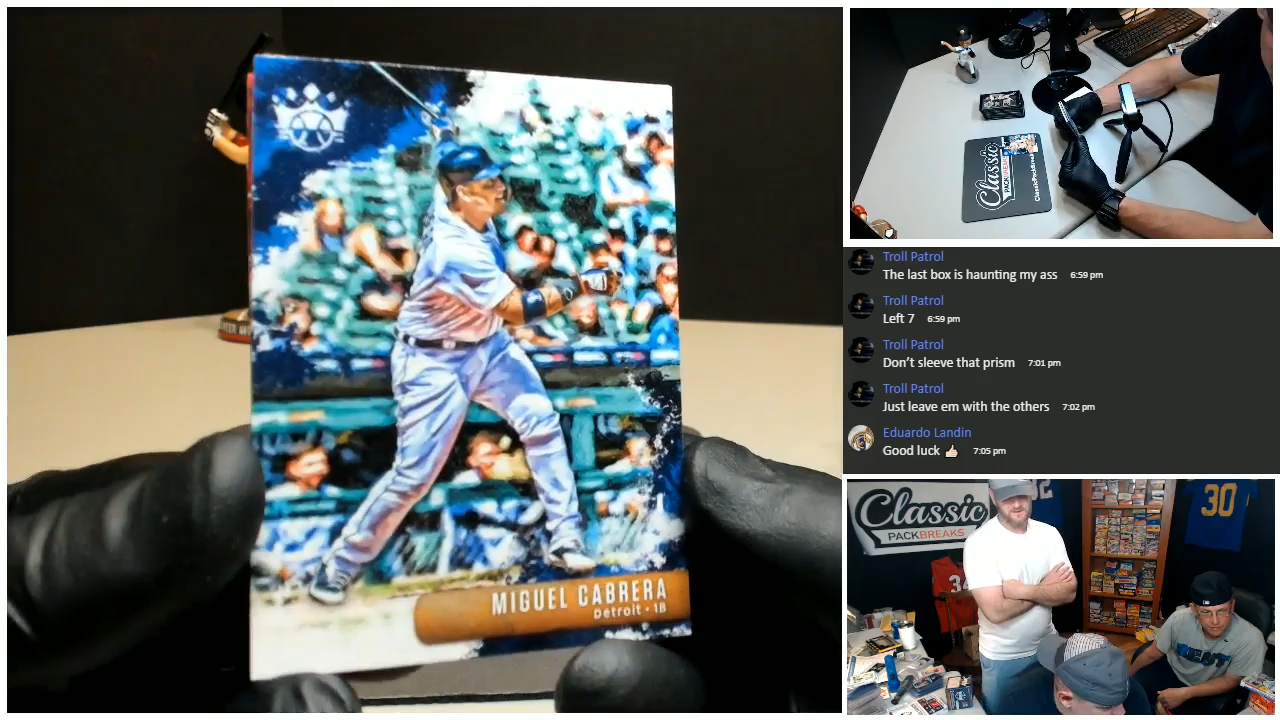 MIGUEL CABRERA
Detroit • 1B
Classic
PACKBREAKS
Troll Patrol
The last box is haunting my ass 6:59 pm
Troll Patrol
Left 7 6:59 pm
Troll Patrol
Don't sleeve that prism 7:01 pm
Troll Patrol
Just leave em with the others 7:02 pm
Eduardo Landin
Good luck 👍🏻 7:05 pm
Classic
PACKBREAKS
30